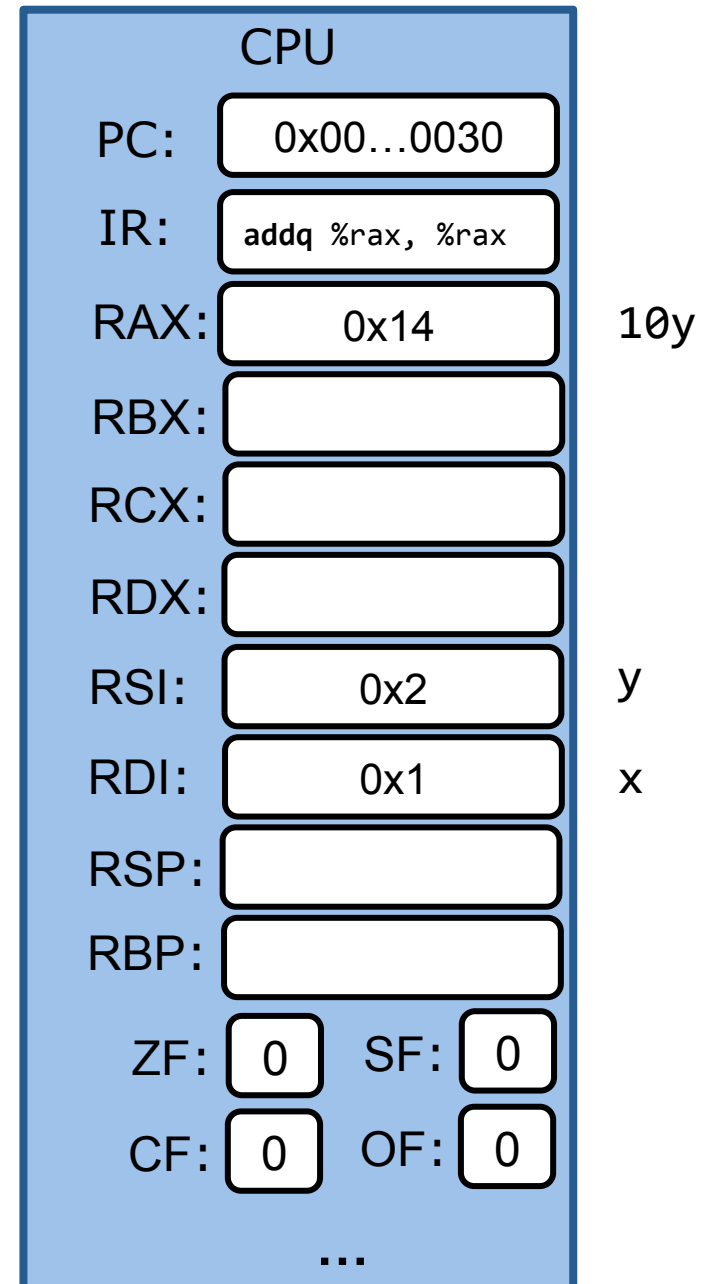 CPU
PC: 0x00…0030
IR: addq %rax, %rax
RAX: 0x14 10y
RBX:
RCX:
RDX:
RSI: 0x2 y
RDI: 0x1 x
RSP:
RBP:
ZF: 0 SF: 0
CF: 0 OF: 0
...